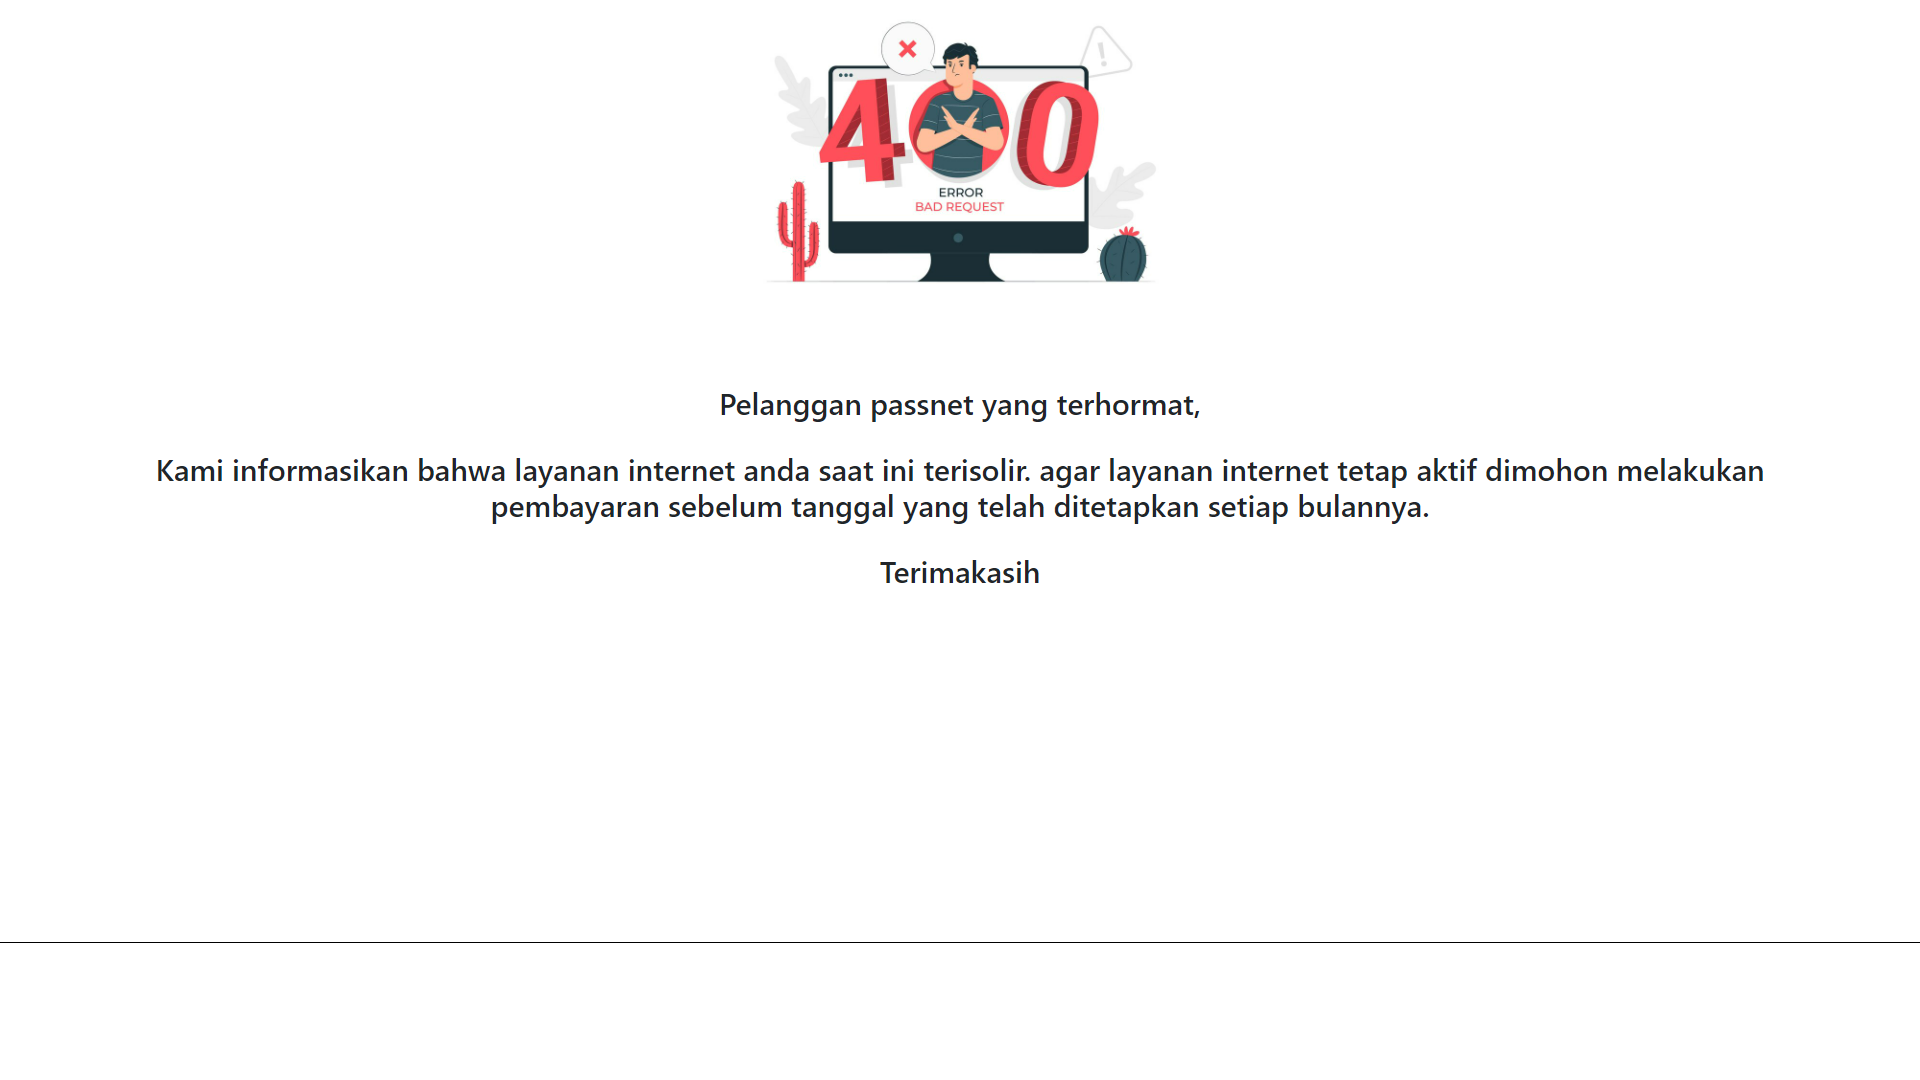 400
ERROR
BAD REQUEST
Pelanggan passnet yang terhormat,
Kami informasikan bahwa layanan internet anda saat ini terisolir. agar layanan internet tetap aktif dimohon melakukan
pembayaran sebelum tanggal yang telah ditetapkan setiap bulannya.
Terimakasih